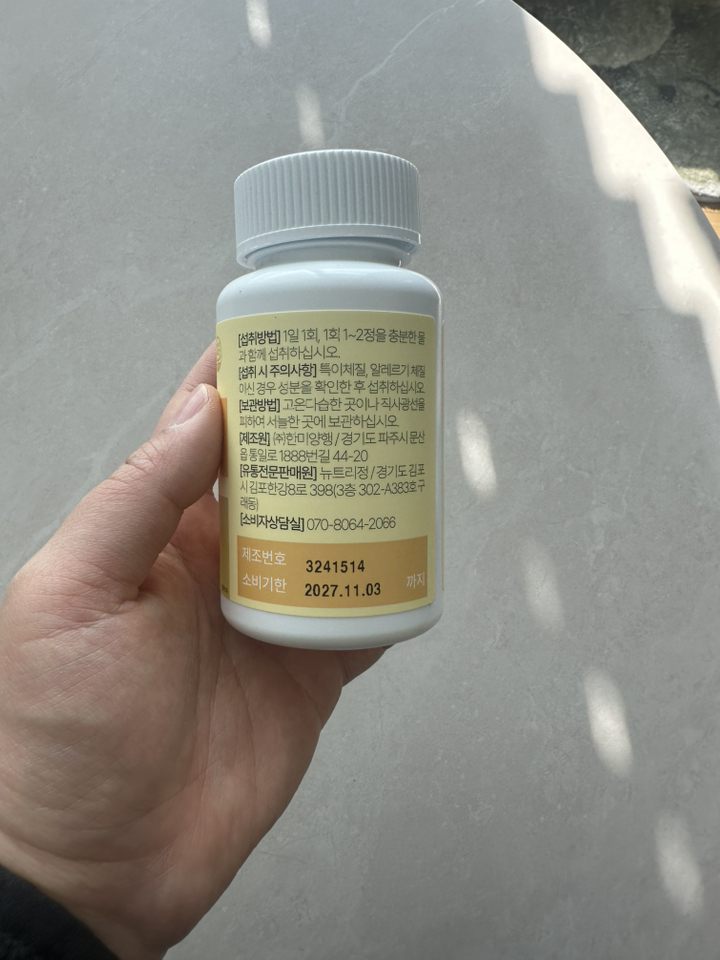 [섭취방법] 1일 1회, 1회 1~2정을 충분한 물
과 함께 섭취하십시오.
[섭취 시 주의사항] 특이체질, 알레르기 체질
이신 경우 성분을 확인한 후 섭취하십시오.
[보관방법] 고온다습한 곳이나 직사광선을
피하여 서늘한 곳에 보관하십시오.
[제조원] ㈜한미양행 / 경기도 파주시 문산
읍 통일로 1888번길 44-20
[유통전문판매원] 뉴트리정 / 경기도 김포
시 김포한강8로 398(3층 302-A383호 구
래동)
[소비자상담실] 070-8064-2066
제조번호 3241514
소비기한 2027.11.03 까지